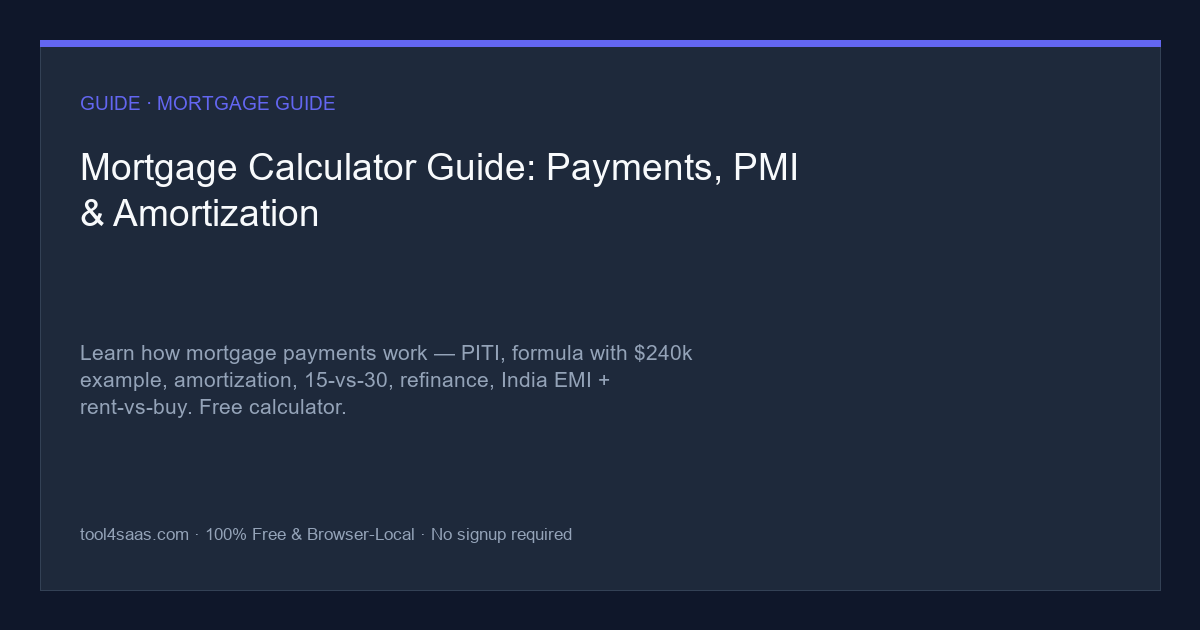 GUIDE · MORTGAGE GUIDE
Mortgage Calculator Guide: Payments, PMI
& Amortization
Learn how mortgage payments work — PITI, formula with $240k
example, amortization, 15-vs-30, refinance, India EMI +
rent-vs-buy. Free calculator.
tool4saas.com · 100% Free & Browser-Local · No signup required